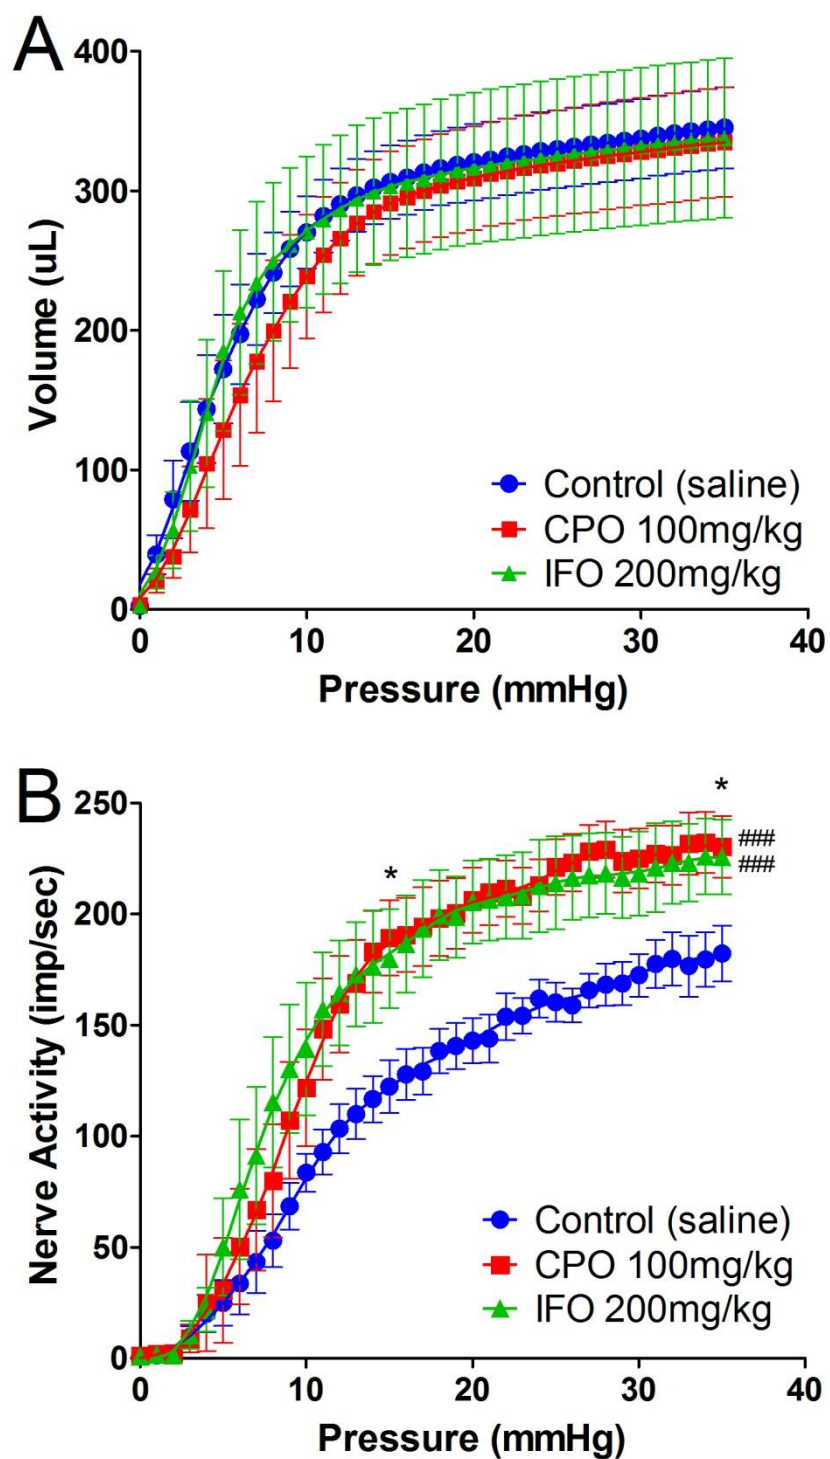 A
400
300
200
100
0
Volume (uL)
Control (saline)
CPO 100mg/kg
IFO 200mg/kg
0 10 20 30 40
Pressure (mmHg)
B
250
200
150
100
50
0
Nerve Activity (imp/sec)
*
*
###
###
Control (saline)
CPO 100mg/kg
IFO 200mg/kg
0 10 20 30 40
Pressure (mmHg)